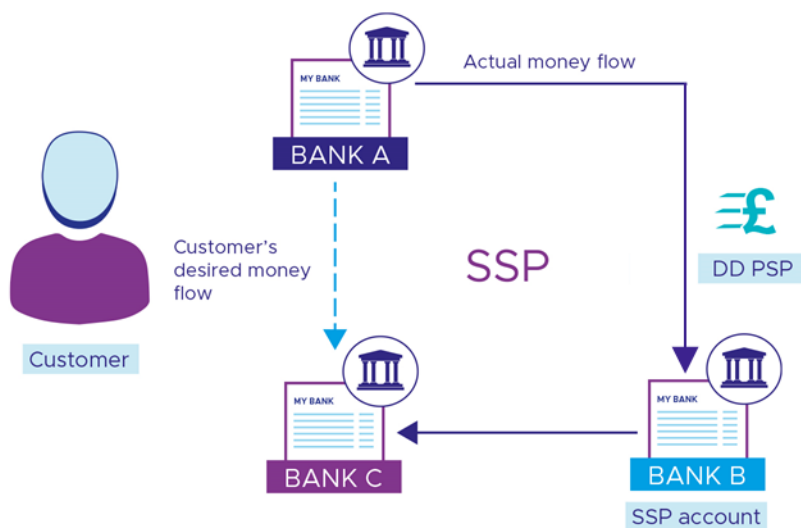 MY BANK
BANK A
Actual money flow
£
DD PSP
Customer's
desired money
flow
SSP
Customer
MY BANK
BANK C
MY BANK
BANK B
SSP account